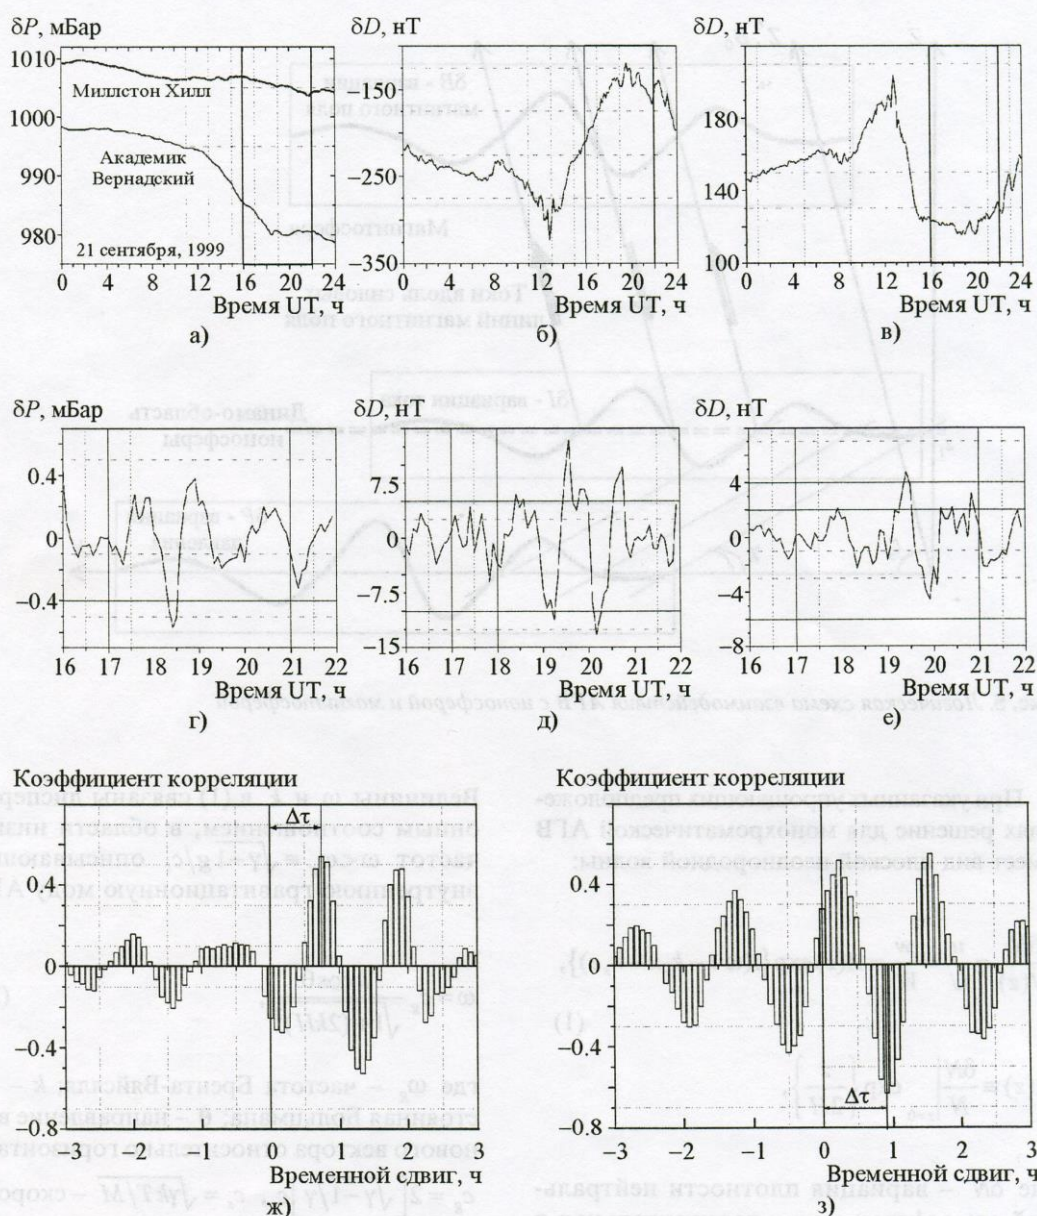 δP, мБар
δD, нТ
δD, нТ
1010
1000
990
980
Миллстон Хилл
Академик
Вернадский
21 сентября, 1999
0 4 8 12 16 20 24
Время UT, ч
а)
−150
−250
−350
0 4 8 12 16 20 24
Время UT, ч
б)
180
140
100
0 4 8 12 16 20 24
Время UT, ч
в)
δP, мБар
δD, нТ
δD, нТ
0.4
0
−0.4
16 17 18 19 20 21 22
Время UT, ч
г)
7.5
0
−7.5
−15
16 17 18 19 20 21 22
Время UT, ч
д)
4
0
−4
−8
16 17 18 19 20 21 22
Время UT, ч
е)
Коэффициент корреляции
Δτ
0.4
0
−0.4
−0.8
−3 −2 −1 0 1 2 3
Временной сдвиг, ч
ж)
Коэффициент корреляции
0.4
0
−0.4
−0.8
Δτ
−3 −2 −1 0 1 2 3
Временной сдвиг, ч
з)